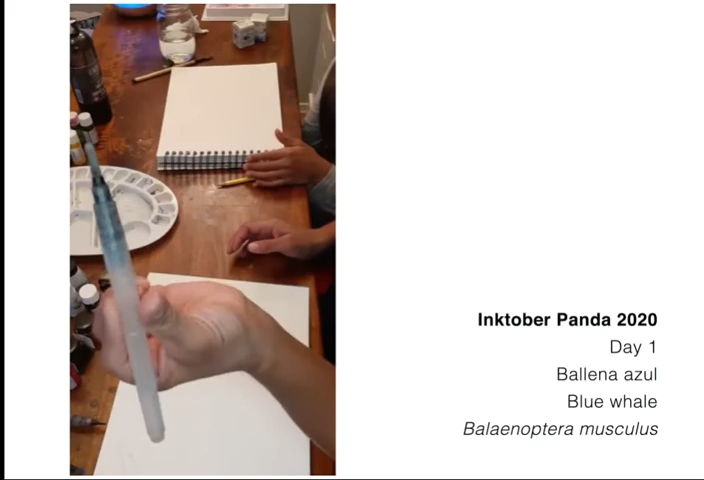 Inktober Panda 2020
Day 1
Ballena azul
Blue whale
Balaenoptera musculus